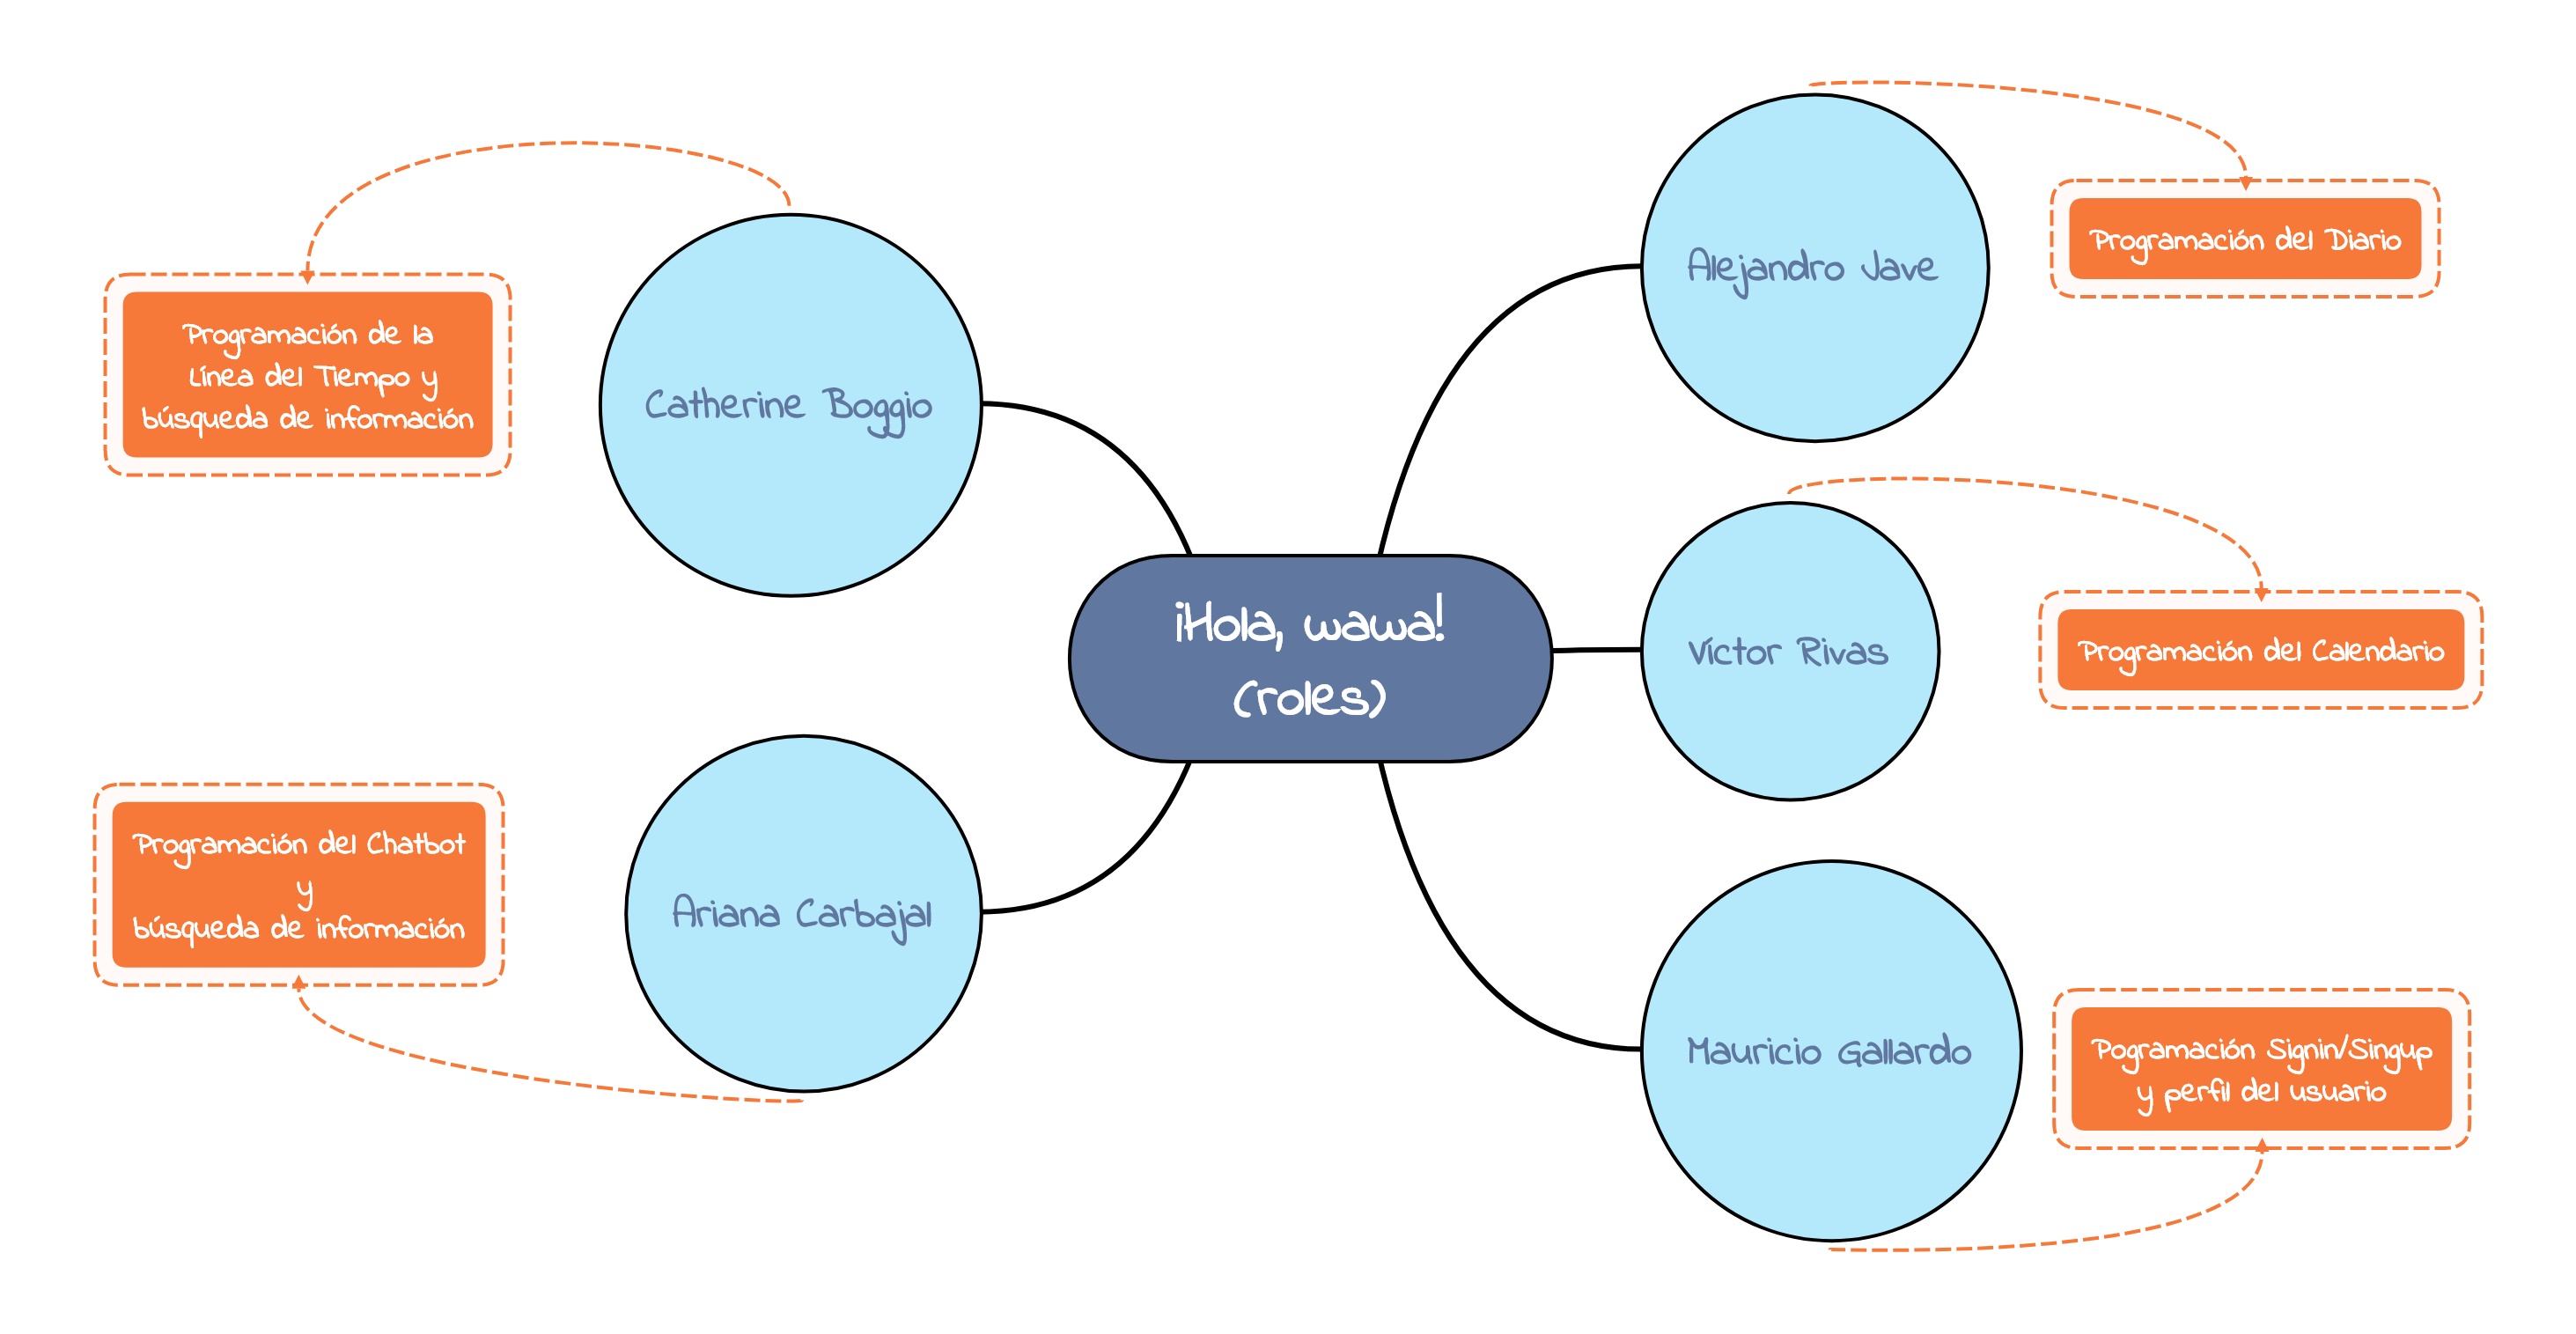 ¡Hola, wawa!
(roles)
Catherine Boggio
Programación de la
Línea del Tiempo y
búsqueda de información
Ariana Carbajal
Programación del Chatbot
y
búsqueda de información
Alejandro Jave
Programación del Diario
Víctor Rivas
Programación del Calendario
Mauricio Gallardo
Pogramación Signin/Singup
y perfil del usuario